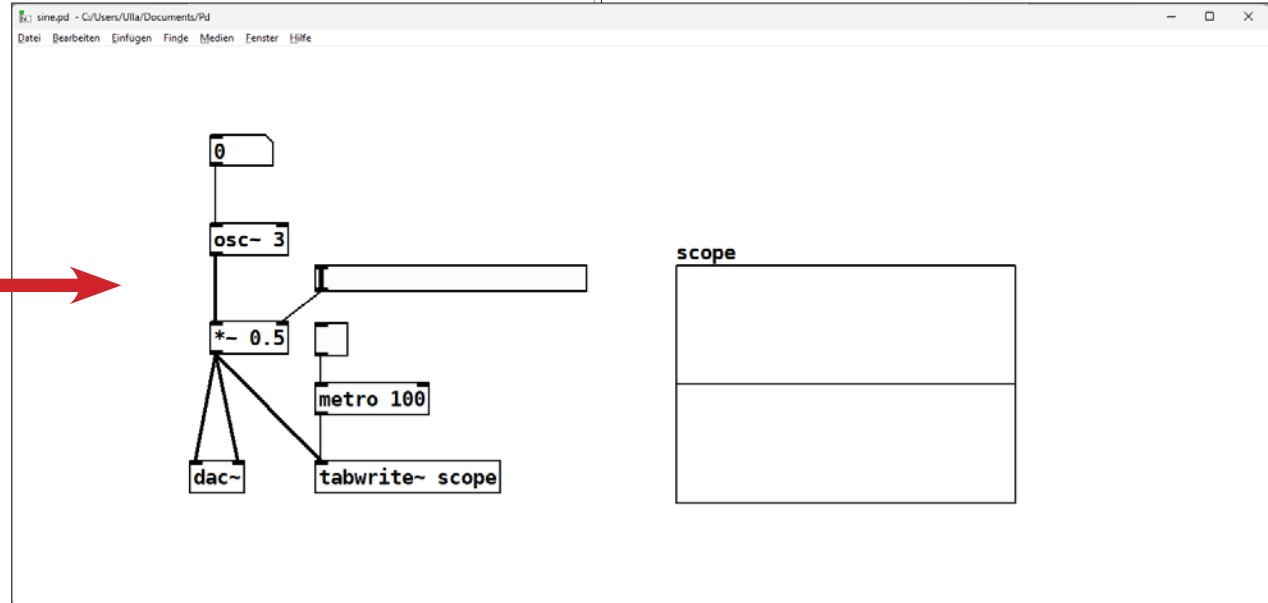 sine.pd - C:/Users/Ulla/Documents/Pd
Datei Bearbeiten Einfügen Finde Medien Fenster Hilfe
0
osc~ 3
scope
*~ 0.5
metro 100
dac~
tabwrite~ scope